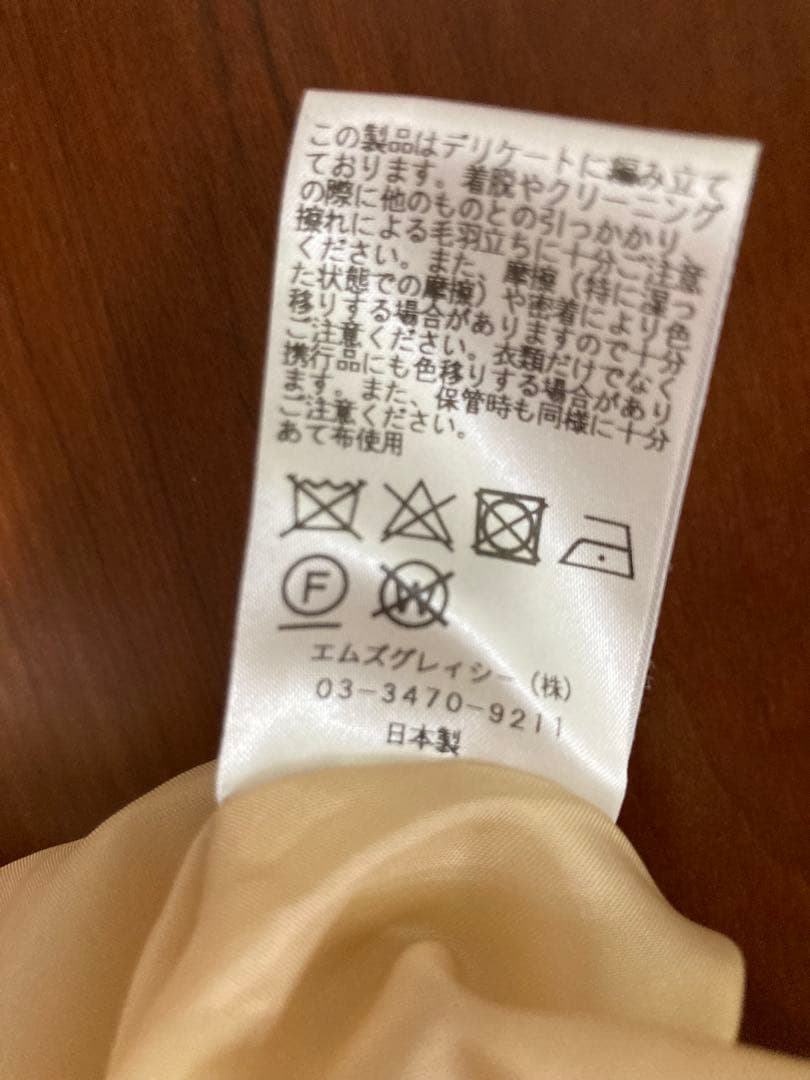 この製品はデリケートに編み立て
ております。着脱やクリーニング
の際に他のものとの引っかかり、
擦れによる毛羽立ちに十分ご注意
ください。また、摩擦（特に湿っ
た状態での摩擦）や密着により色
移りする場合がありますので十分
ご注意ください。衣類だけでなく
携行品にも色移りする場合があり
ます。また、保管時も同様に十分
ご注意ください。
あて布使用
F
W
エムズグレイシー（株）
03-3470-9211
日本製